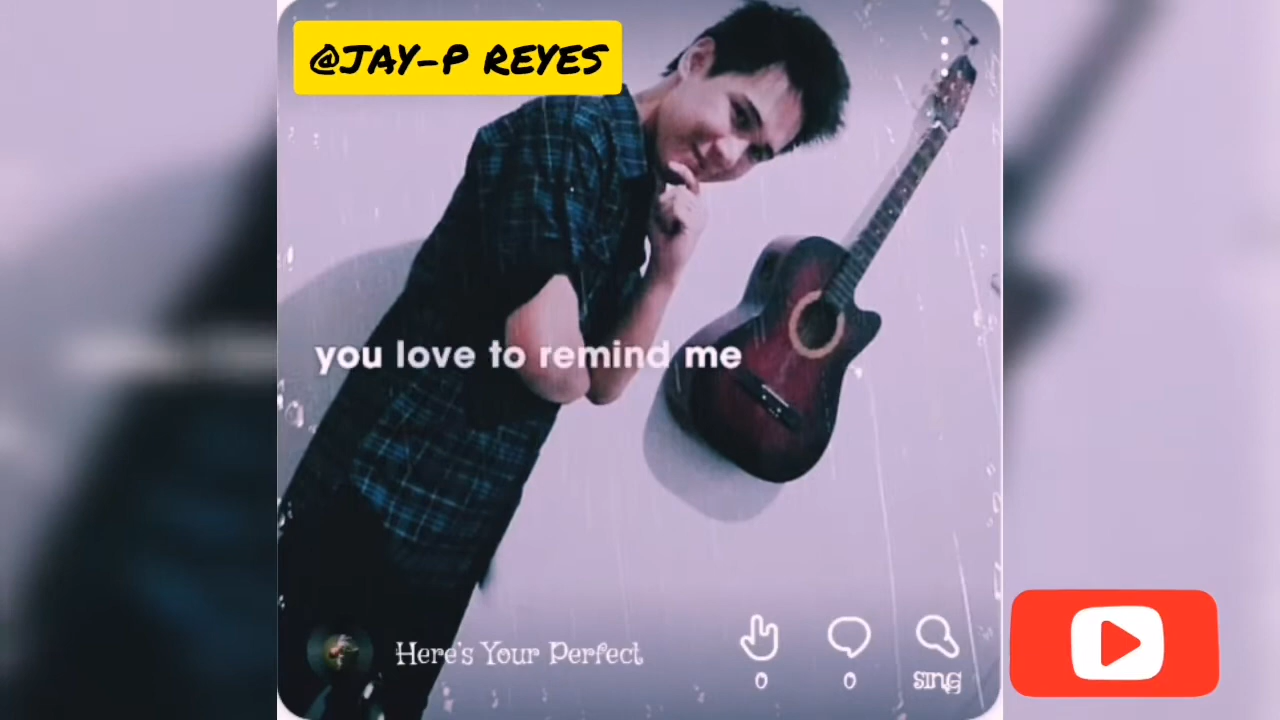 @JAY-P REYES
you love to remind me
Here's Your Perfect
0
0
SING